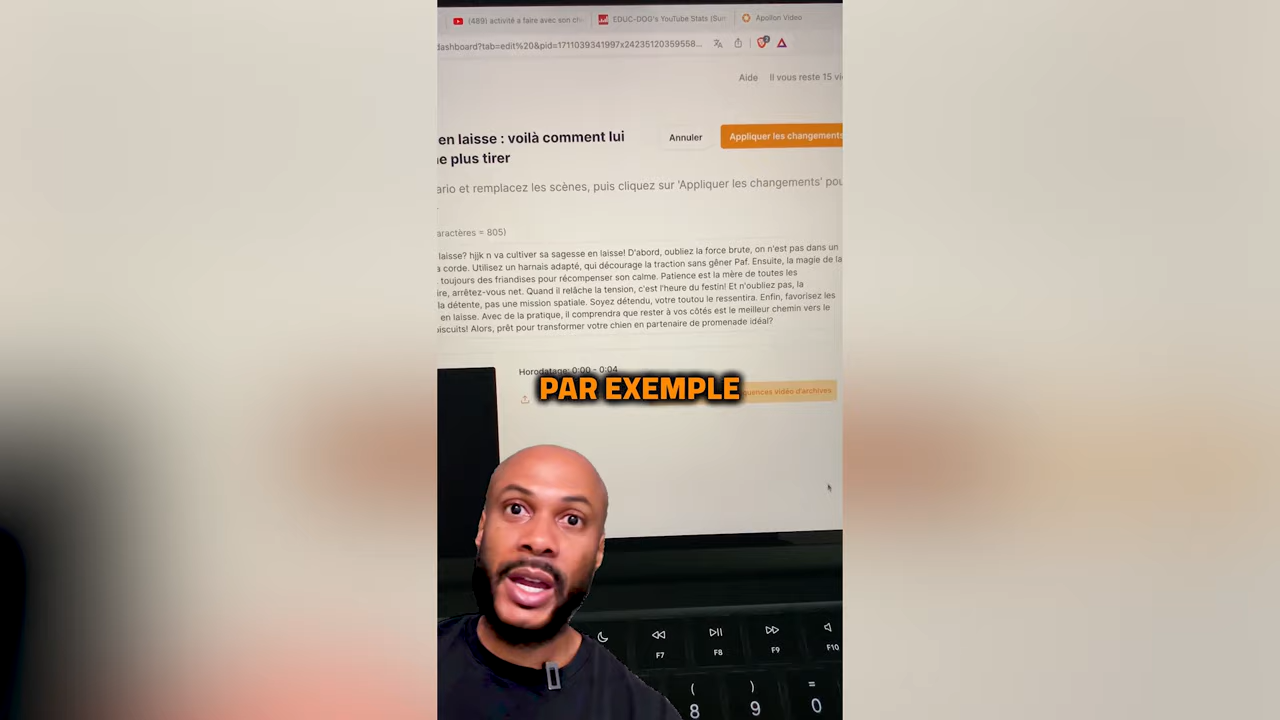 (489) activité a faire avec son ch
EDUC-DOG's YouTube Stats (Sum
Apollon Video
dashboard?tab=edit%20&pid=1711039341997x24235120359558...
Aide Il vous reste 15 vi
en laisse : voilà comment lui
ne plus tirer
Annuler
Appliquer les changements
ario et remplacez les scènes, puis cliquez sur 'Appliquer les changements' pou
aractères = 805)
laisse? hjjk n va cultiver sa sagesse en laisse! D'abord, oubliez la force brute, on n'est pas dans un
a corde. Utilisez un harnais adapté, qui décourage la traction sans gêner Paf. Ensuite, la magie de la
toujours des friandises pour récompenser son calme. Patience est la mère de toutes les
ire, arrêtez-vous net. Quand il relâche la tension, c'est l'heure du festin! Et n'oubliez pas, la
la détente, pas une mission spatiale. Soyez détendu, votre toutou le ressentira. Enfin, favorisez les
en laisse. Avec de la pratique, il comprendra que rester à vos côtés est le meilleur chemin vers le
biscuits! Alors, prêt pour transformer votre chien en partenaire de promenade idéal?
Horodatage: 0:00 - 0:04
PAR EXEMPLE
quences vidéo d'archives
F7 F8 F9 F10
( ) =
8 9 0